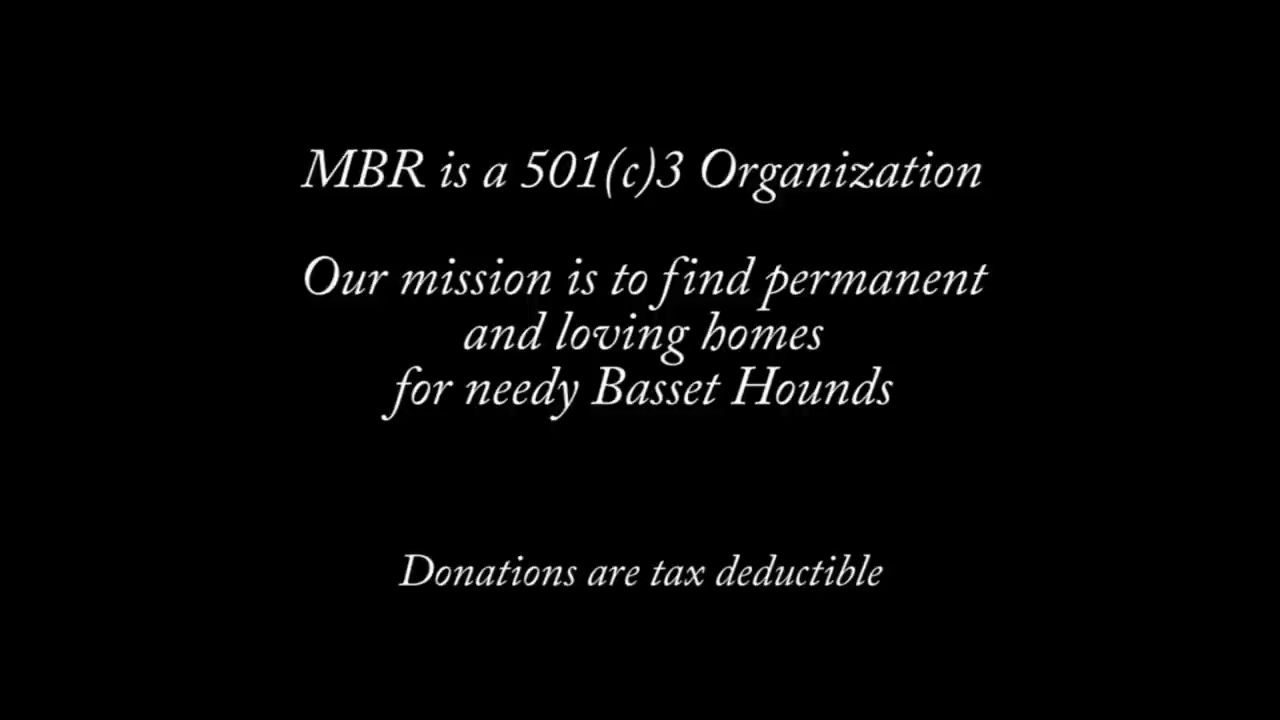 MBR is a 501(c)3 Organization
Our mission is to find permanent
and loving homes
for needy Basset Hounds
Donations are tax deductible